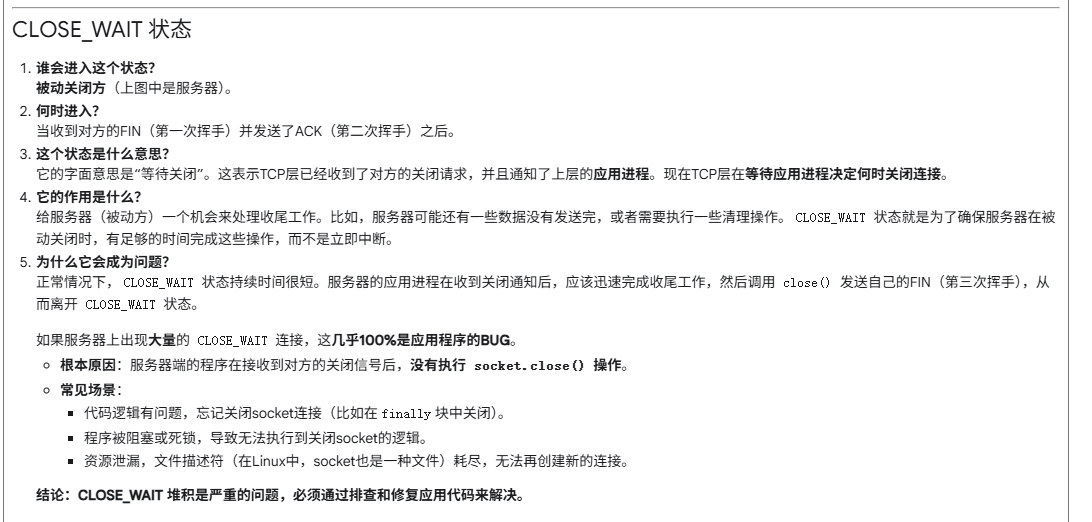 CLOSE_WAIT 状态
1. 谁会进入这个状态？
被动关闭方（上图中是服务器）。
2. 何时进入？
当收到对方的FIN（第一次挥手）并发送了ACK（第二次挥手）之后。
3. 这个状态是什么意思？
它的字面意思是“等待关闭”。这表示TCP层已经收到了对方的关闭请求，并且通知了上层的应用进程。现在TCP层在等待应用进程决定何时关闭连接。
4. 它的作用是什么？
给服务器（被动方）一个机会来处理收尾工作。比如，服务器可能还有一些数据没有发送完，或者需要执行一些清理操作。 CLOSE_WAIT 状态就是为了确保服务器在被
动关闭时，有足够的时间完成这些操作，而不是立即中断。
5. 为什么它会成为问题？
正常情况下， CLOSE_WAIT 状态持续时间很短。服务器的应用进程在收到关闭通知后，应该迅速完成收尾工作，然后调用 close() 发送自己的FIN（第三次挥手），从
而离开 CLOSE_WAIT 状态。
如果服务器上出现大量的 CLOSE_WAIT 连接，这几乎100%是应用程序的BUG。
○ 根本原因：服务器端的程序在接收到对方的关闭信号后，没有执行 socket.close() 操作。
○ 常见场景：
■ 代码逻辑有问题，忘记关闭socket连接（比如在 finally 块中关闭）。
■ 程序被阻塞或死锁，导致无法执行到关闭socket的逻辑。
■ 资源泄漏，文件描述符（在Linux中，socket也是一种文件）耗尽，无法再创建新的连接。
结论：CLOSE_WAIT 堆积是严重的问题，必须通过排查和修复应用代码来解决。